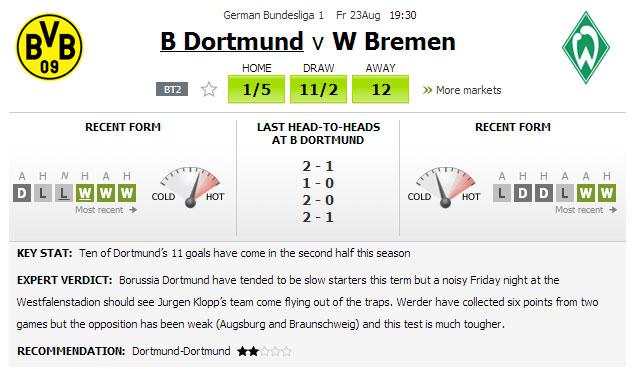 German Bundesliga 1 Fr 23Aug 19:30
BVB
09
B Dortmund v W Bremen
W
HOME DRAW AWAY
BT2 1/5 11/2 12 » More markets
RECENT FORM
A H N H A H
D L L W W W
Most recent
COLD HOT
LAST HEAD-TO-HEADS
AT B DORTMUND
2 - 1
1 - 0
2 - 0
2 - 1
RECENT FORM
COLD HOT
H H A A A H
L D D L W W
Most recent
KEY STAT: Ten of Dortmund's 11 goals have come in the second half this season
EXPERT VERDICT: Borussia Dortmund have tended to be slow starters this term but a noisy Friday night at the
Westfalenstadion should see Jurgen Klopp's team come flying out of the traps. Werder have collected six points from two
games but the opposition has been weak (Augsburg and Braunschweig) and this test is much tougher.
RECOMMENDATION: Dortmund-Dortmund